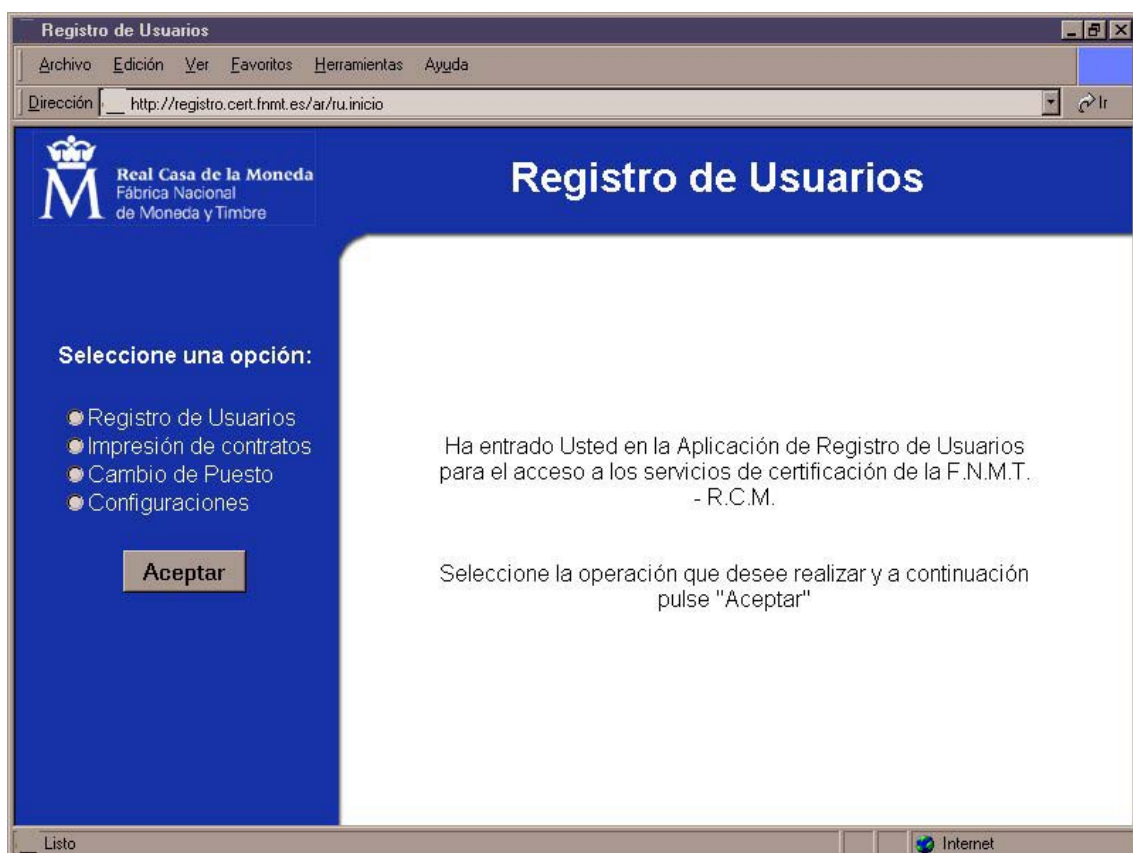 Registro de Usuarios
Archivo Edición Ver Favoritos Herramientas Ayuda
Dirección http://registro.cert.fnmt.es/ar/ru.inicio Ir
Real Casa de la Moneda
Fábrica Nacional
de Moneda y Timbre
Registro de Usuarios
Seleccione una opción:
Registro de Usuarios
Impresión de contratos
Cambio de Puesto
Configuraciones
Aceptar
Ha entrado Usted en la Aplicación de Registro de Usuarios
para el acceso a los servicios de certificación de la F.N.M.T.
- R.C.M.
Seleccione la operación que desee realizar y a continuación
pulse "Aceptar"
Listo Internet